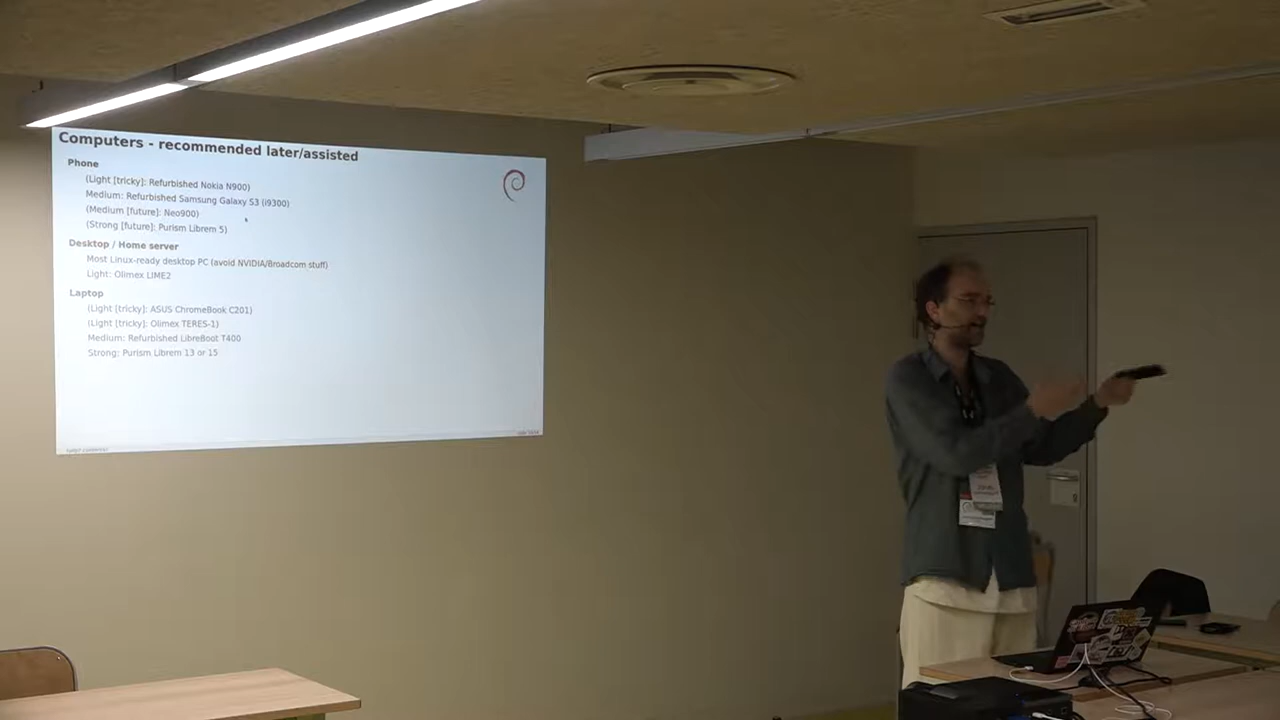 Computers - recommended later/assisted
Phone
(Light [tricky]: Refurbished Nokia N900)
Medium: Refurbished Samsung Galaxy S3 (i9300)
(Medium [future]: Neo900)
(Strong [future]: Purism Librem 5)
Desktop / Home server
Most Linux-ready desktop PC (avoid NVIDIA/Broadcom stuff)
Light: Olimex LIME2
Laptop
(Light [tricky]: ASUS ChromeBook C201)
(Light [tricky]: Olimex TERES-1)
Medium: Refurbished LibreBoot T400
Strong: Purism Librem 13 or 15